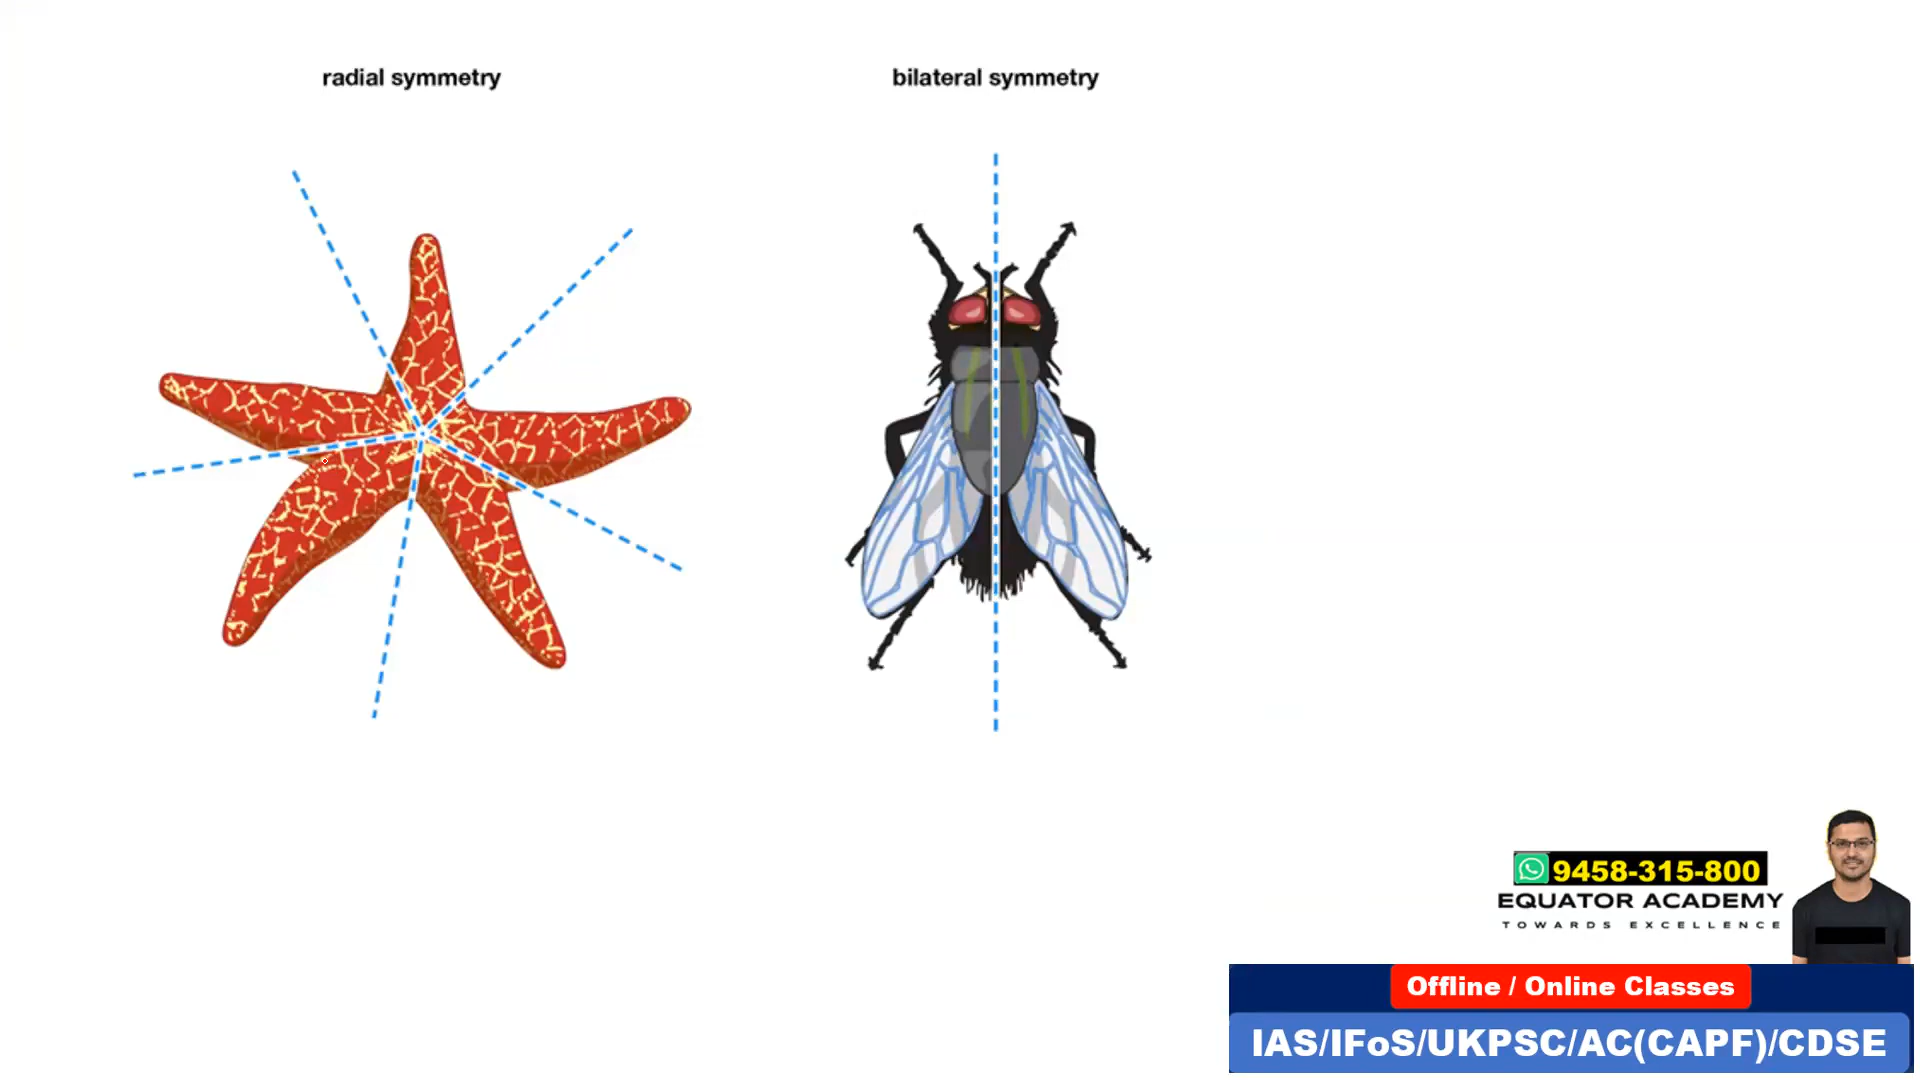 radial symmetry
bilateral symmetry
9458-315-800
EQUATOR ACADEMY
TOWARDS EXCELLENCE
Offline / Online Classes
IAS/IFoS/UKPSC/AC(CAPF)/CDSE